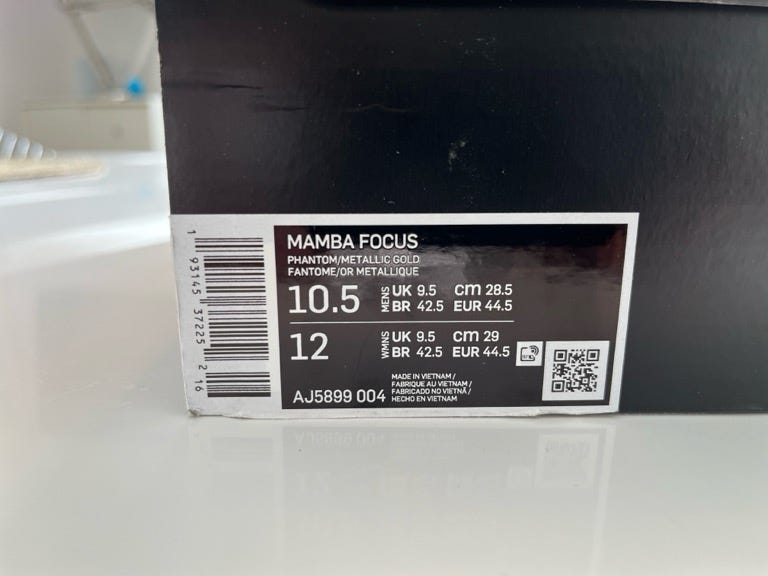 1 93145 37225 2 16
MAMBA FOCUS
PHANTOM/METALLIC GOLD
FANTOME/OR METALLIQUE
10.5 MENS UK 9.5 cm 28.5
BR 42.5 EUR 44.5
12 WMNS UK 9.5 cm 29
BR 42.5 EUR 44.5
AJ5899 004
MADE IN VIETNAM /
FABRIQUE AU VIETNAM /
FABRICADO NO VIETNÃ /
HECHO EN VIETNAM